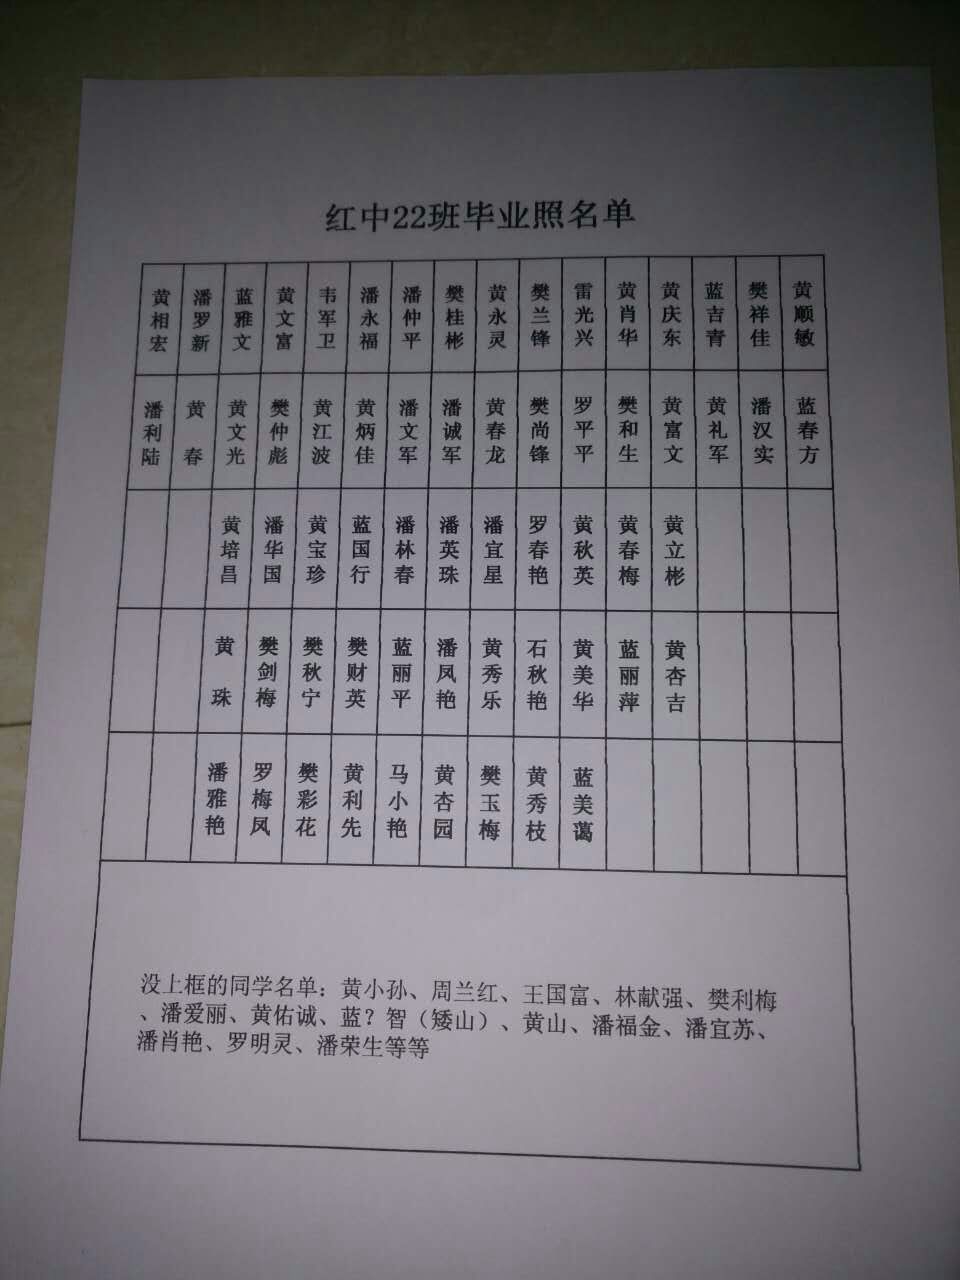 红中22班毕业照名单
黄相宏 潘罗新 蓝雅文 黄文富 韦军卫 潘永福 潘仲平 樊桂彬 黄永灵 樊兰锋 雷光兴 黄肖华 黄庆东 蓝吉青 樊祥佳 黄顺敏
潘利陆 黄春 黄文光 樊仲彪 黄江波 黄炳佳 潘文军 潘诚军 黄春龙 樊尚锋 罗平平 樊和生 黄富文 黄礼军 潘汉实 蓝春方
黄培昌 潘华国 黄宝珍 蓝国行 潘林春 潘英珠 潘宜星 罗春艳 黄秋英 黄春梅 黄立彬
黄珠 樊剑梅 樊秋宁 樊财英 蓝丽平 潘凤艳 黄秀乐 石秋艳 黄美华 蓝丽萍 黄杏吉
潘雅艳 罗梅凤 樊彩花 黄利先 马小艳 黄杏园 樊玉梅 黄秀枝 蓝美蔼
没上框的同学名单：黄小孙、周兰红、王国富、林献强、樊利梅
、潘爱丽、黄佑诚、蓝？智（矮山）、黄山、潘福金、潘宜苏、
潘肖艳、罗明灵、潘荣生等等